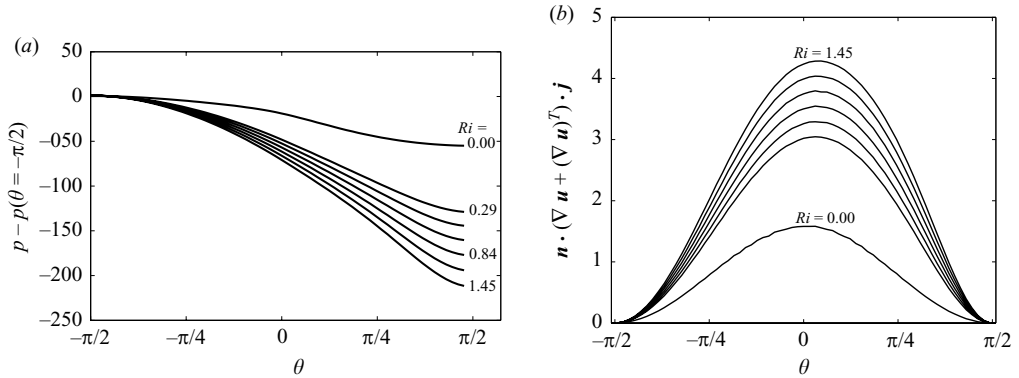 (a)
50
0
−050
−100
−150
−200
−250
p – p(θ = –π/2)
Ri =
0.00
0.29
0.84
1.45
–π/2
–π/4
0
π/4
π/2
θ
(b)
5
4
3
2
1
0
n • (∇ u + (∇ u)^T) • j
Ri = 1.45
Ri = 0.00
–π/2
–π/4
0
π/4
π/2
θ